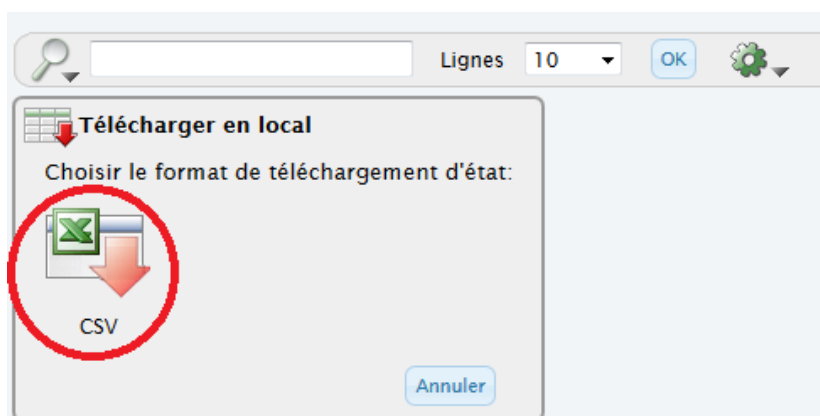 Lignes 10 OK
Télécharger en local
Choisir le format de téléchargement d'état:
CSV
Annuler